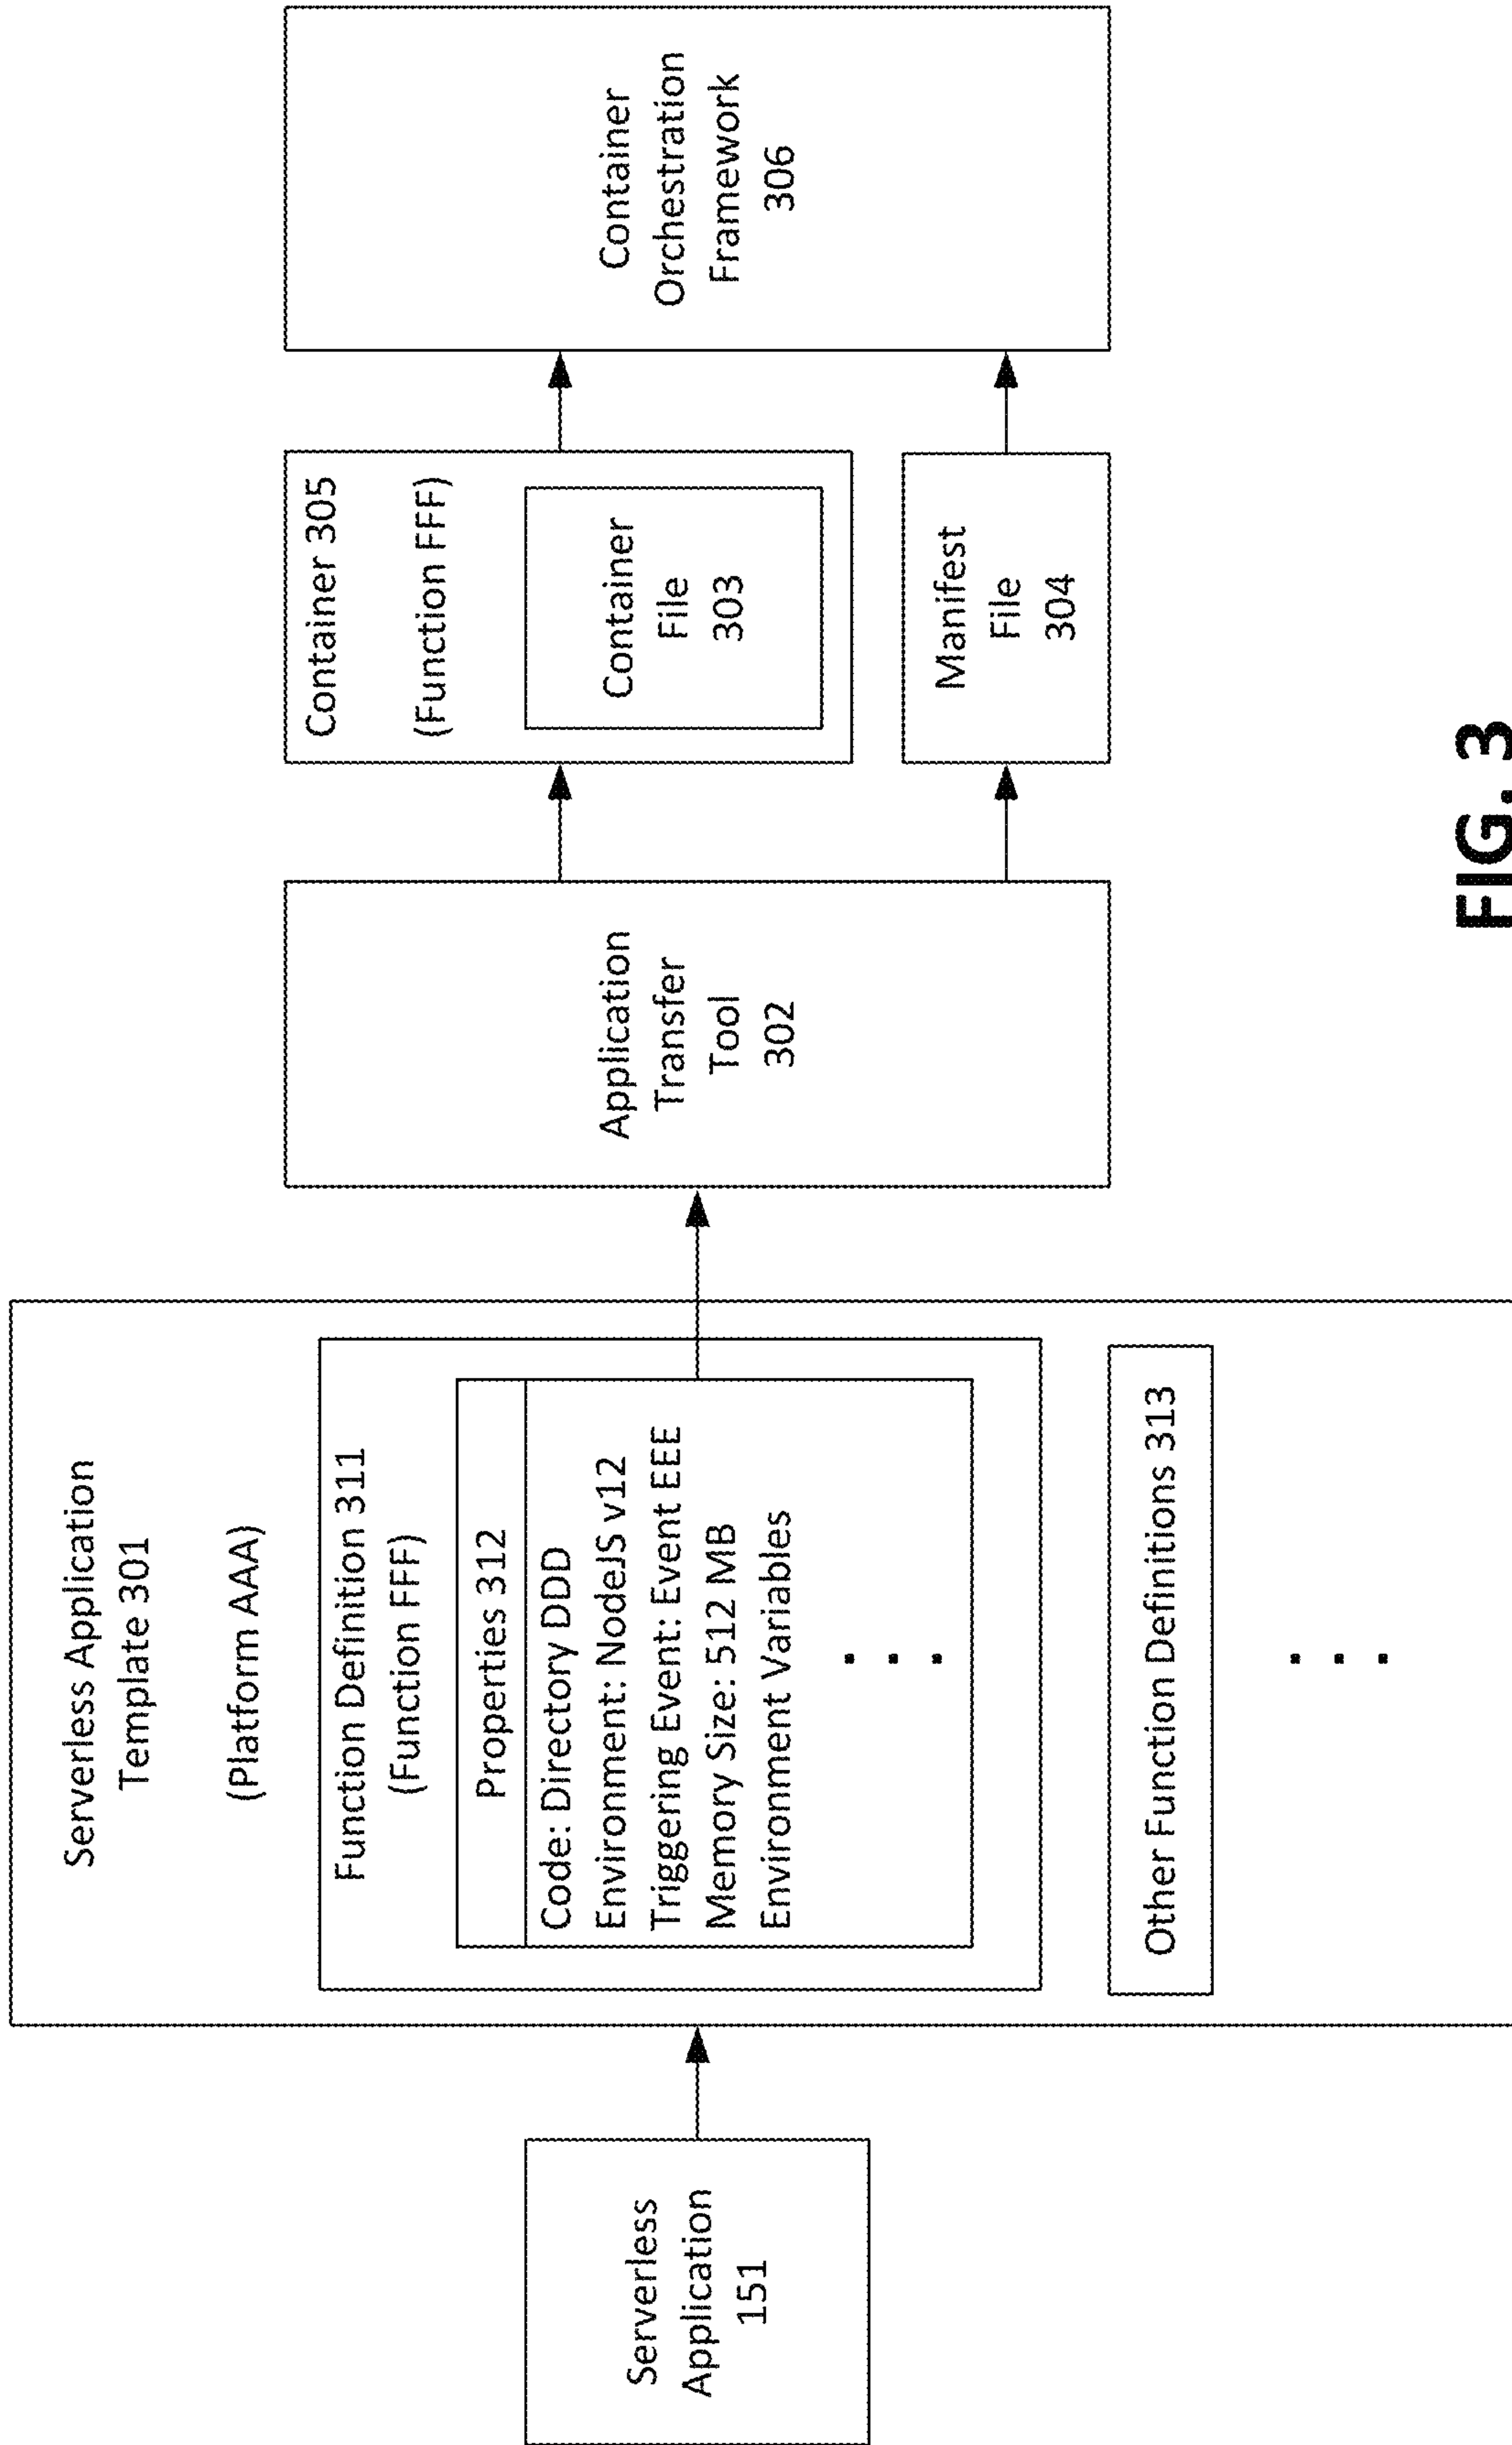 Serverless
Application
151
Serverless Application
Template 301
(Platform AAA)
Function Definition 311
(Function FFF)
Properties 312
Code: Directory DDD
Environment: NodeJS v12
Triggering Event: Event EEE
Memory Size: 512 MB
Environment Variables
Other Function Definitions 313
Application
Transfer
Tool
302
Container 305
(Function FFF)
Container
File
303
Manifest
File
304
Container
Orchestration
Framework
306
FIG. 3